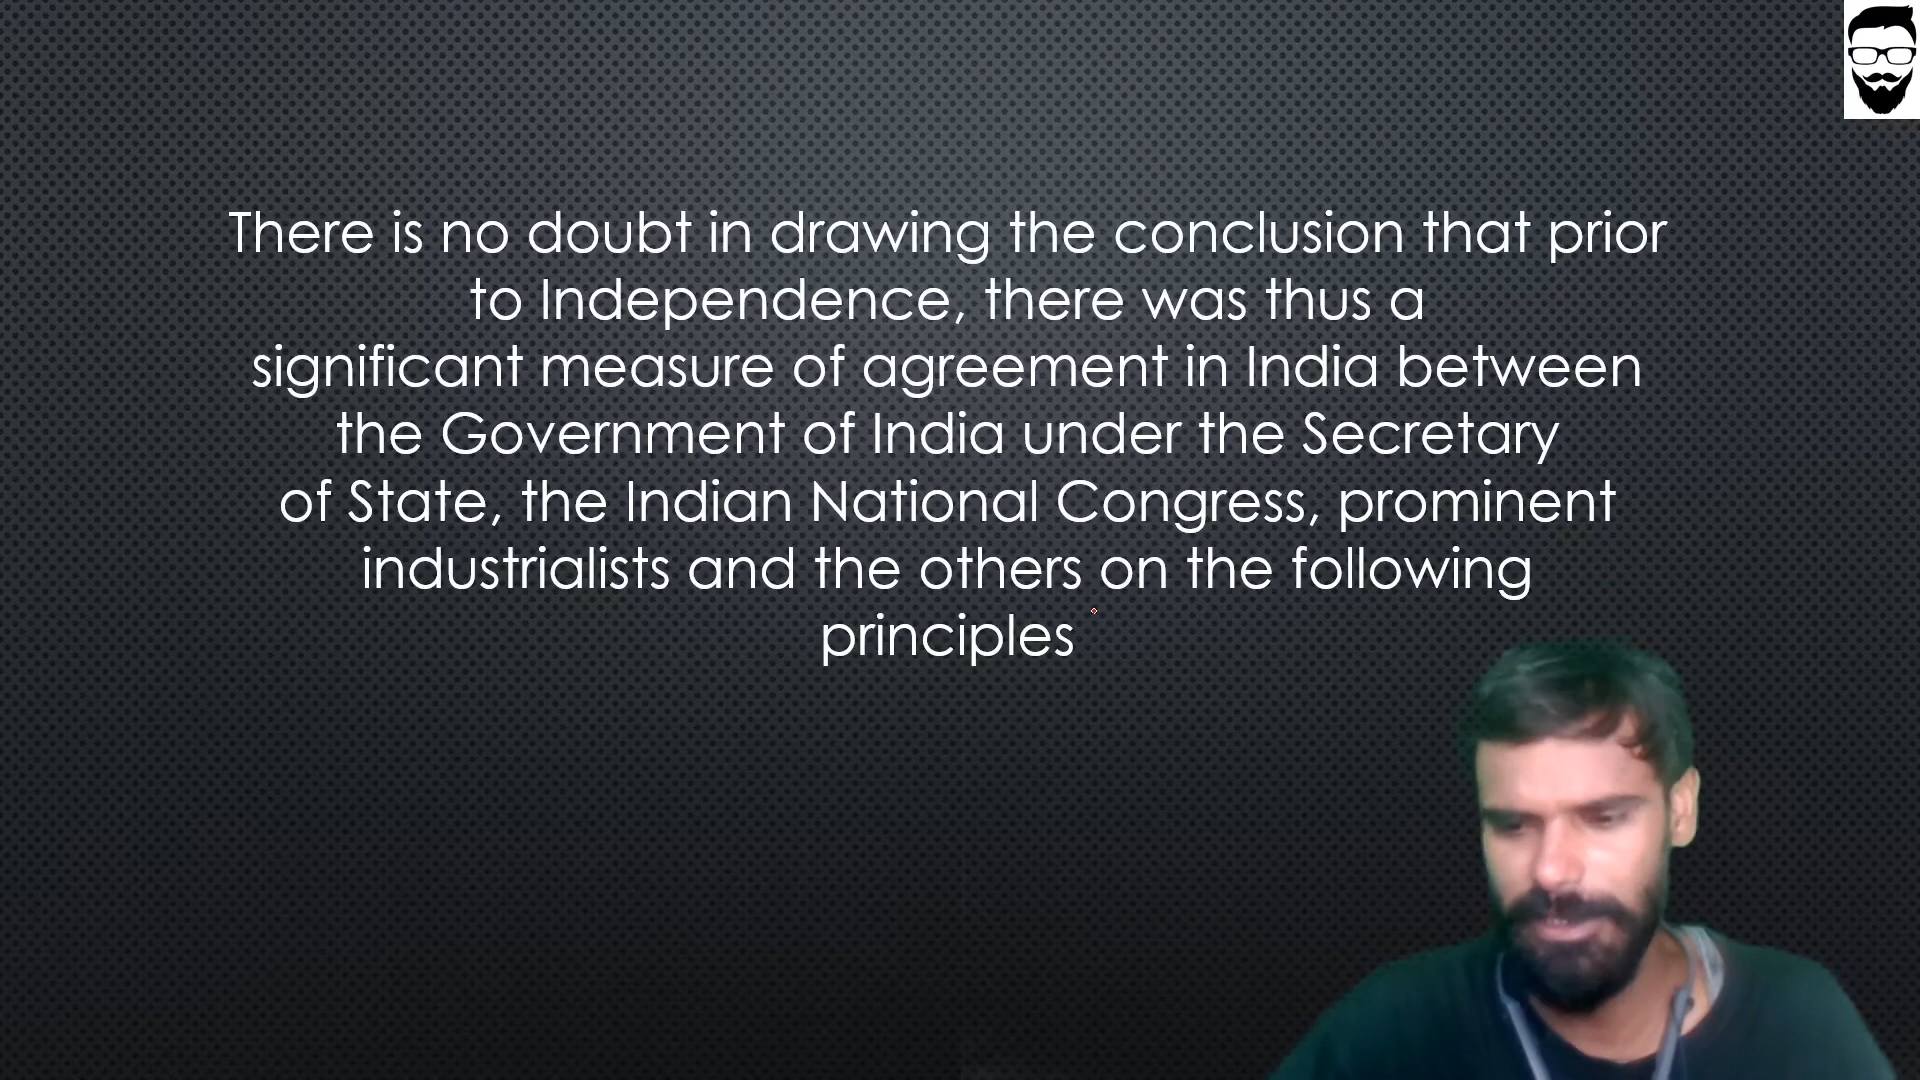 There is no doubt in drawing the conclusion that prior
to Independence, there was thus a
significant measure of agreement in India between
the Government of India under the Secretary
of State, the Indian National Congress, prominent
industrialists and the others on the following
principles